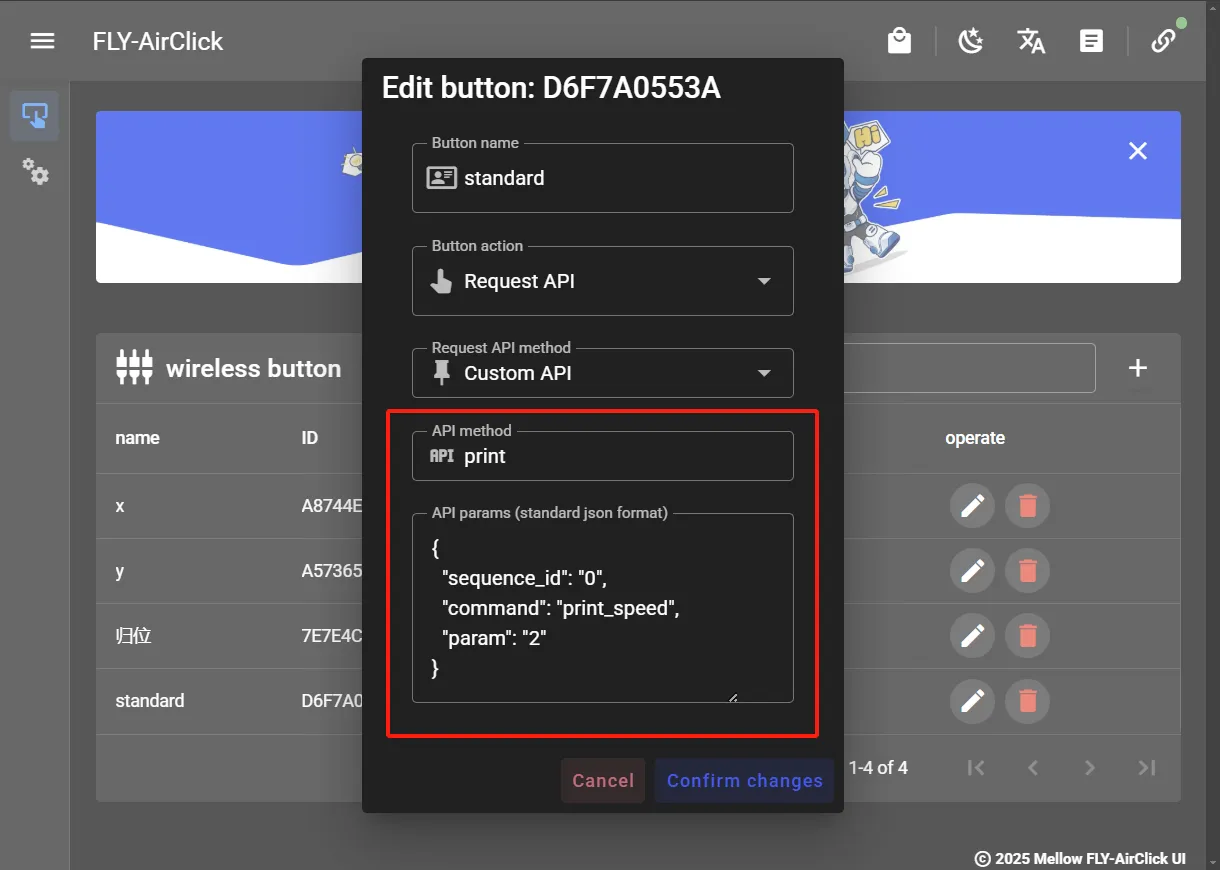 FLY-AirClick
Edit button: D6F7A0553A
Hi
Button name
standard
Button action
Request API
Request API method
Custom API
API method
API print
API params (standard json format)
{
"sequence_id": "0",
"command": "print_speed",
"param": "2"
}
Cancel
Confirm changes
wireless button
name ID operate
x A8744E
y A57365
归位 7E7E4C
standard D6F7A0
1-4 of 4
© 2025 Mellow FLY-AirClick UI